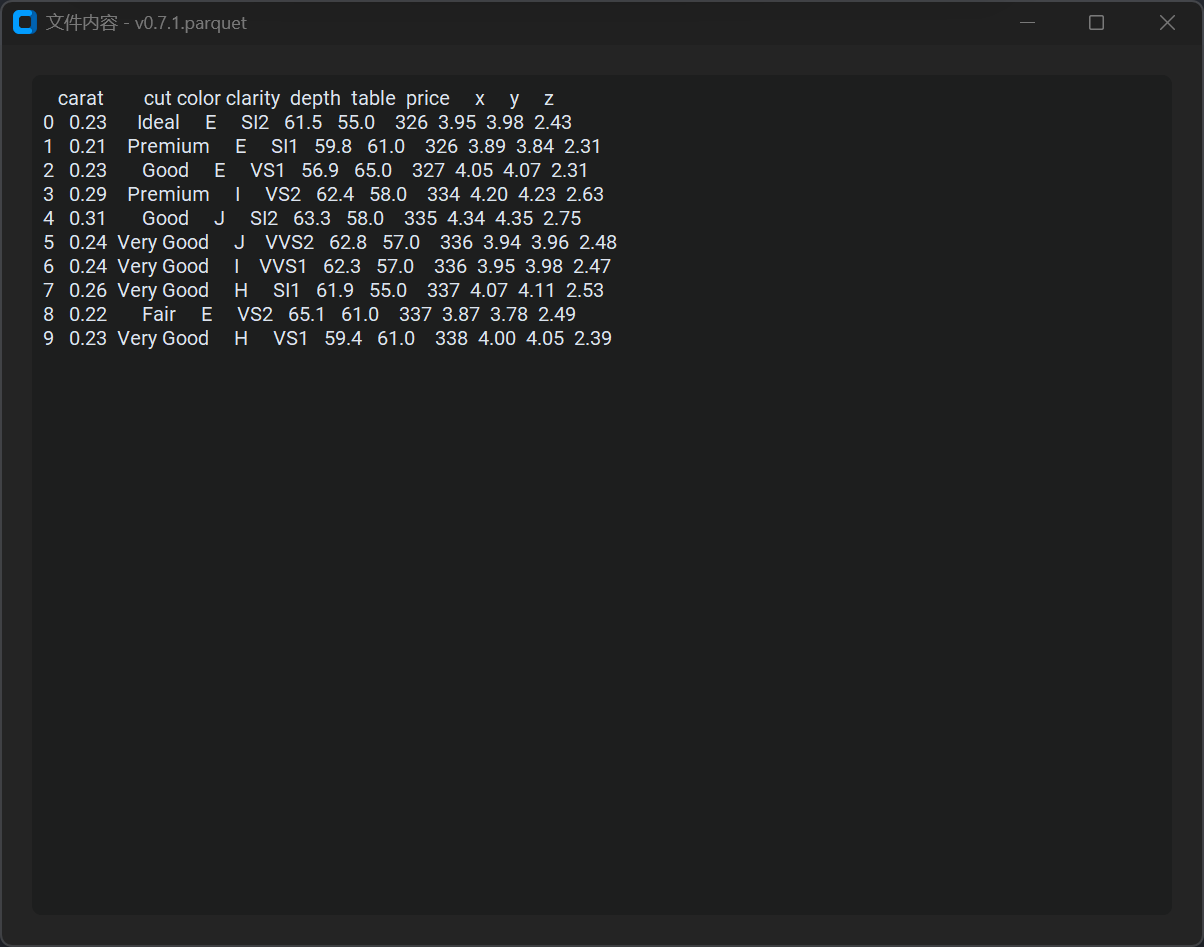 文件内容 - v0.7.1.parquet
carat cut color clarity depth table price x y z
0 0.23 Ideal E SI2 61.5 55.0 326 3.95 3.98 2.43
1 0.21 Premium E SI1 59.8 61.0 326 3.89 3.84 2.31
2 0.23 Good E VS1 56.9 65.0 327 4.05 4.07 2.31
3 0.29 Premium I VS2 62.4 58.0 334 4.20 4.23 2.63
4 0.31 Good J SI2 63.3 58.0 335 4.34 4.35 2.75
5 0.24 Very Good J VVS2 62.8 57.0 336 3.94 3.96 2.48
6 0.24 Very Good I VVS1 62.3 57.0 336 3.95 3.98 2.47
7 0.26 Very Good H SI1 61.9 55.0 337 4.07 4.11 2.53
8 0.22 Fair E VS2 65.1 61.0 337 3.87 3.78 2.49
9 0.23 Very Good H VS1 59.4 61.0 338 4.00 4.05 2.39